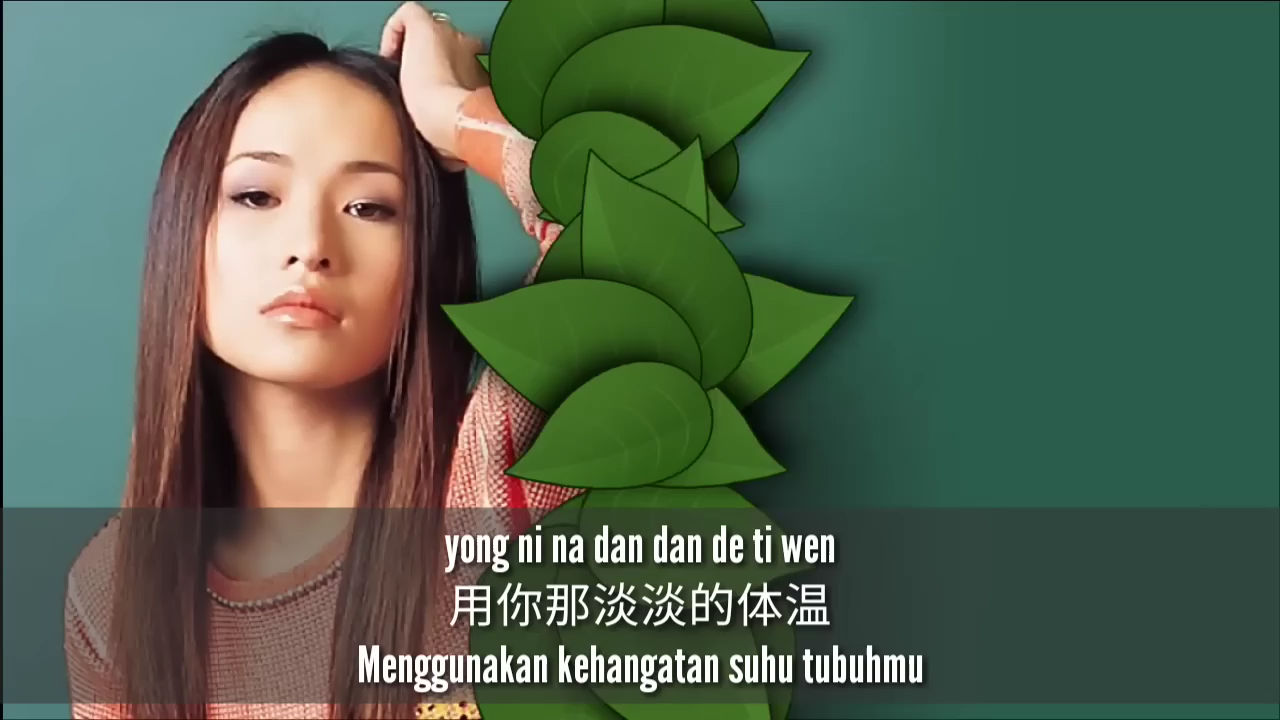 yong ni na dan dan de ti wen
用你那淡淡的体温
Menggunakan kehangatan suhu tubuhmu